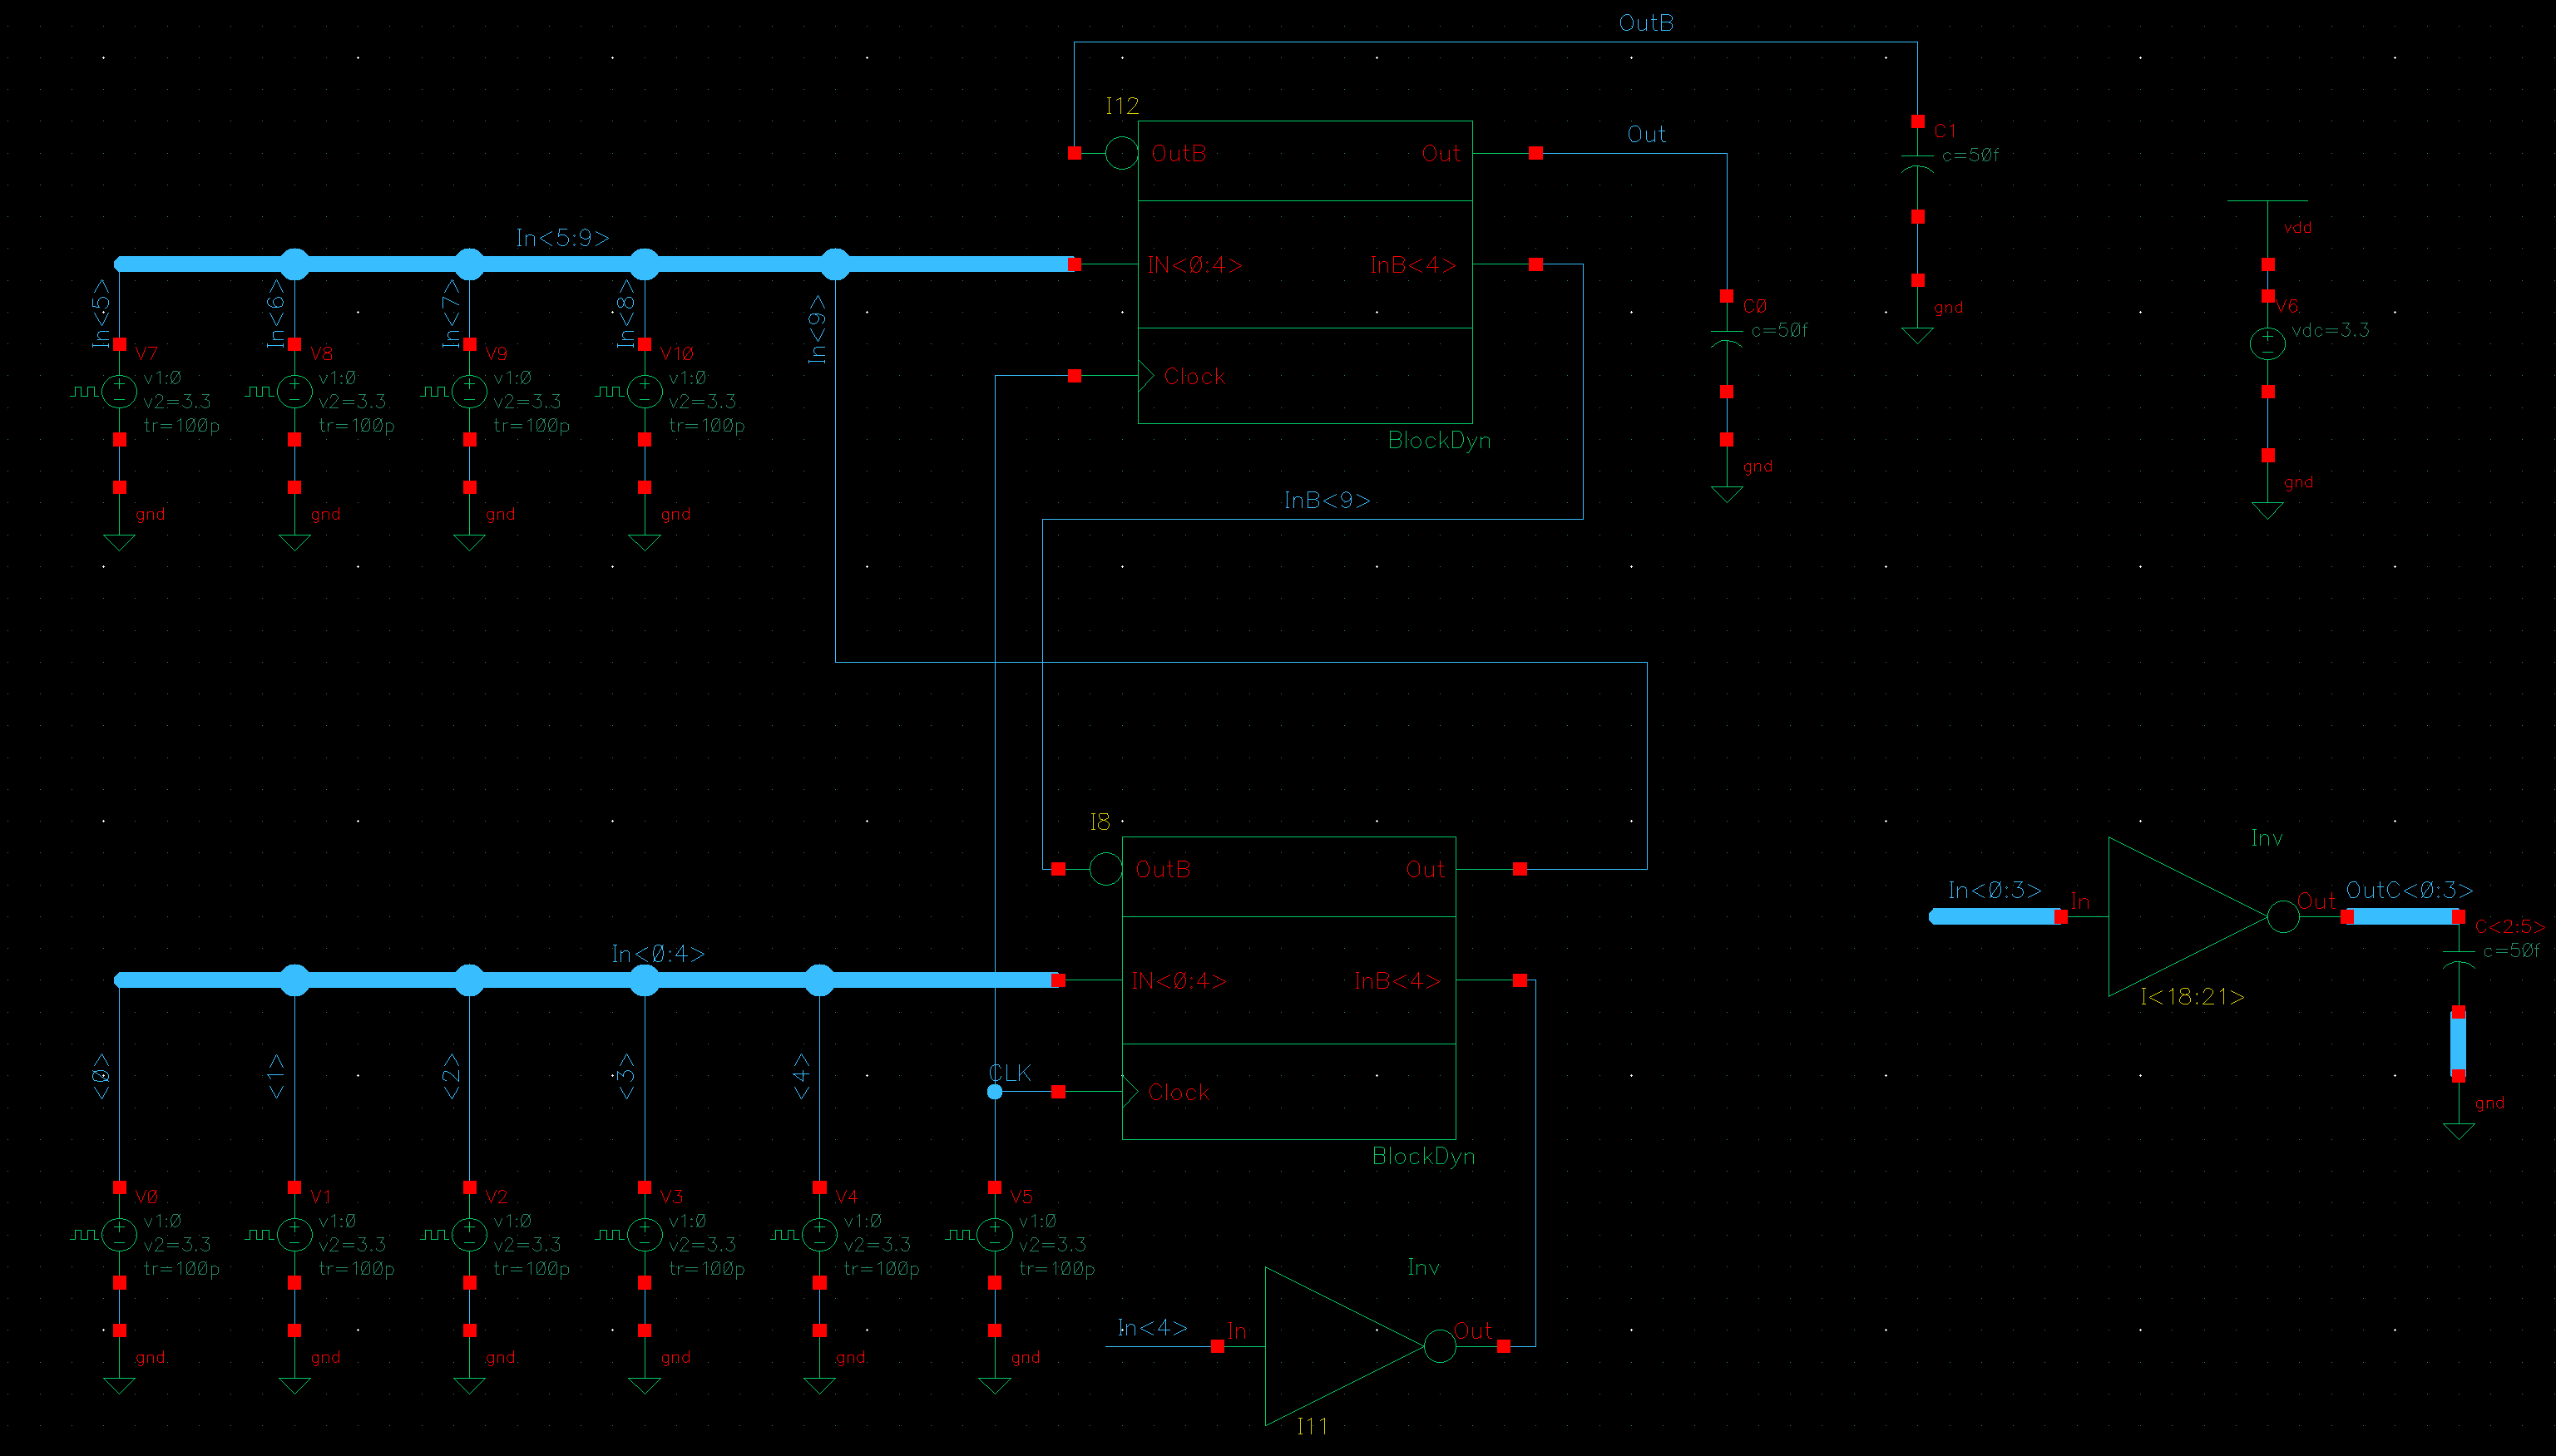 OutB
I12
OutB
Out
Out
C1
c=50f
In<5:9>
IN<0:4>
InB<4>
vdd
In<5>
In<6>
In<7>
In<8>
In<9>
C0
c=50f
gnd
V6
vdc=3.3
V7
v1:0
v2=3.3
tr=100p
V8
v1:0
v2=3.3
tr=100p
V9
v1:0
v2=3.3
tr=100p
V10
v1:0
v2=3.3
tr=100p
Clock
BlockDyn
gnd
gnd
gnd
gnd
gnd
gnd
InB<9>
I8
OutB
Out
Inv
In<0:3>
In
Out
OutC<0:3>
C<2:5>
c=50f
In<0:4>
IN<0:4>
InB<4>
I<18:21>
<0>
<1>
<2>
<3>
<4>
CLK
Clock
gnd
BlockDyn
V0
v1:0
v2=3.3
tr=100p
V1
v1:0
v2=3.3
tr=100p
V2
v1:0
v2=3.3
tr=100p
V3
v1:0
v2=3.3
tr=100p
V4
v1:0
v2=3.3
tr=100p
V5
v1:0
v2=3.3
tr=100p
Inv
In<4>
In
Out
gnd
gnd
gnd
gnd
gnd
gnd
I11